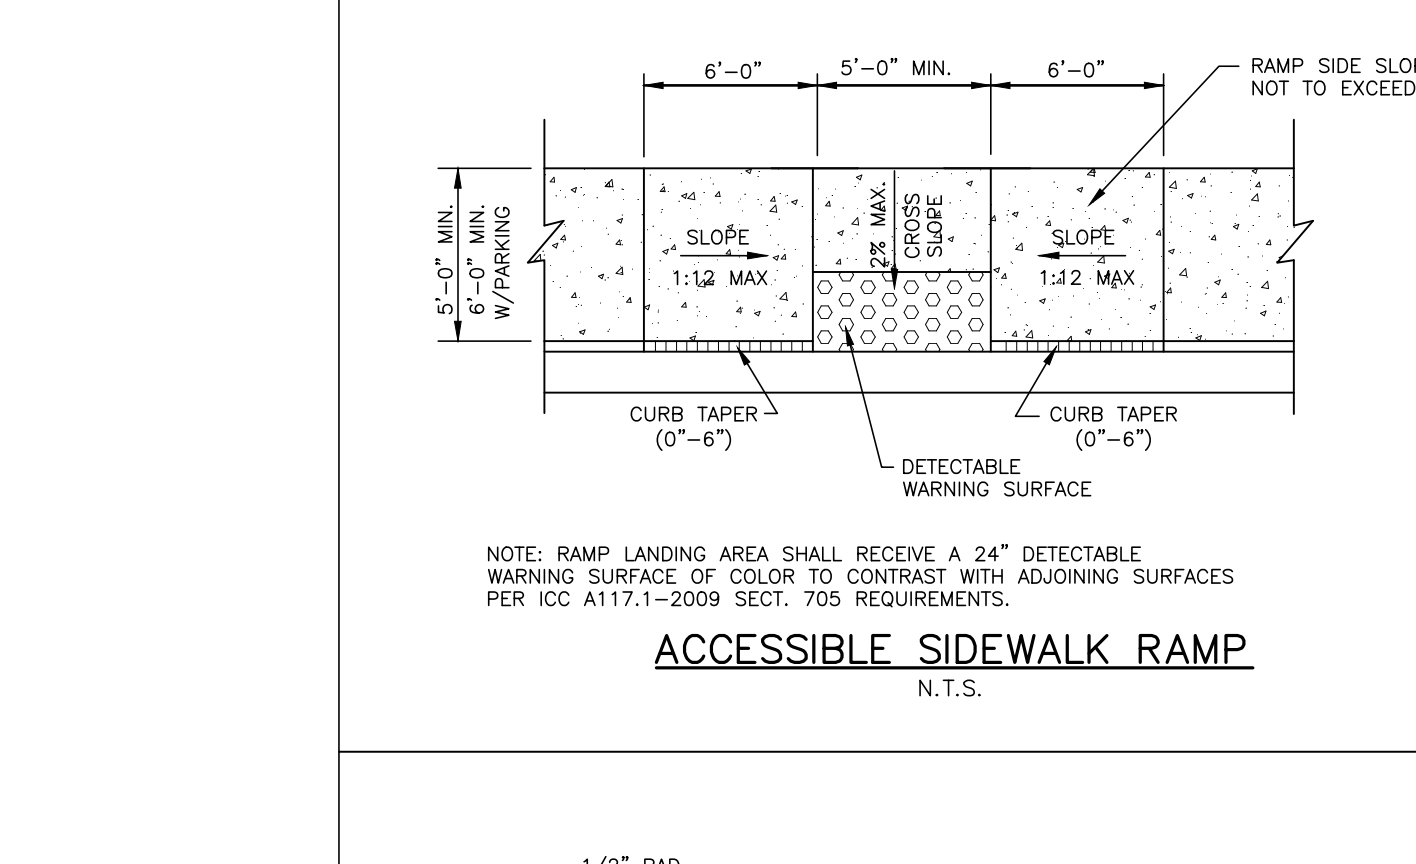 6'-0"
5'-0" MIN.
6'-0"
RAMP SIDE
NOT TO EXCEED
5'-0" MIN.
6'-0" MIN.
W/PARKING
SLOPE
1:12 MAX
2% MAX.
CROSS
SLOPE
SLOPE
1:12 MAX
CURB TAPER
(0"-6")
CURB TAPER
(0"-6")
DETECTABLE
WARNING SURFACE
NOTE: RAMP LANDING AREA SHALL RECEIVE A 24" DETECTABLE
WARNING SURFACE OF COLOR TO CONTRAST WITH ADJOINING SURFACES
PER ICC A117.1-2009 SECT. 705 REQUIREMENTS.
ACCESSIBLE SIDEWALK RAMP
N.T.S.